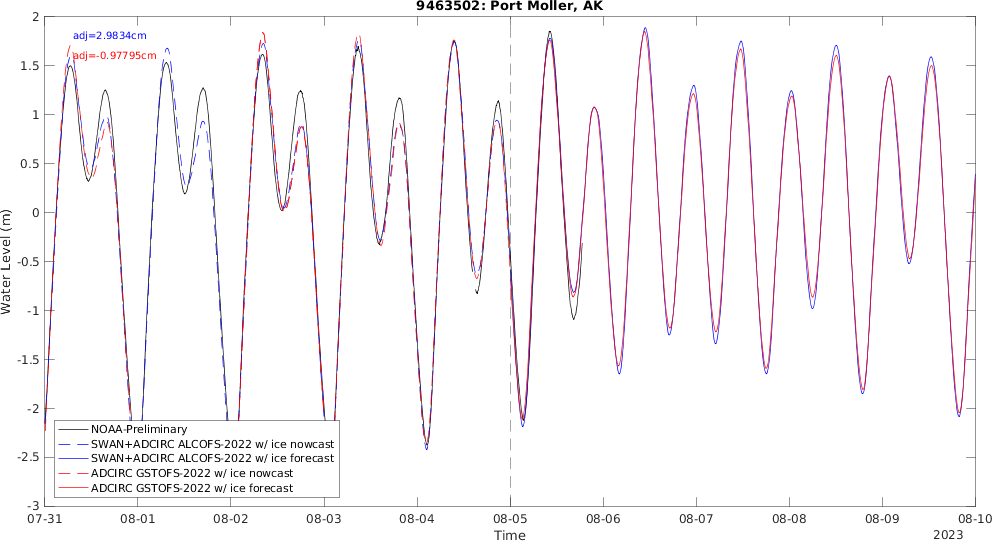 9463502: Port Moller, AK
adj=2.9834cm
adj=-0.97795cm
Water Level (m)
2
1.5
1
0.5
0
-0.5
-1
-1.5
-2
-2.5
-3
NOAA-Preliminary
SWAN+ADCIRC ALCOFS-2022 w/ ice nowcast
SWAN+ADCIRC ALCOFS-2022 w/ ice forecast
ADCIRC GSTOFS-2022 w/ ice nowcast
ADCIRC GSTOFS-2022 w/ ice forecast
07-31 08-01 08-02 08-03 08-04 08-05 08-06 08-07 08-08 08-09 08-10
Time
2023